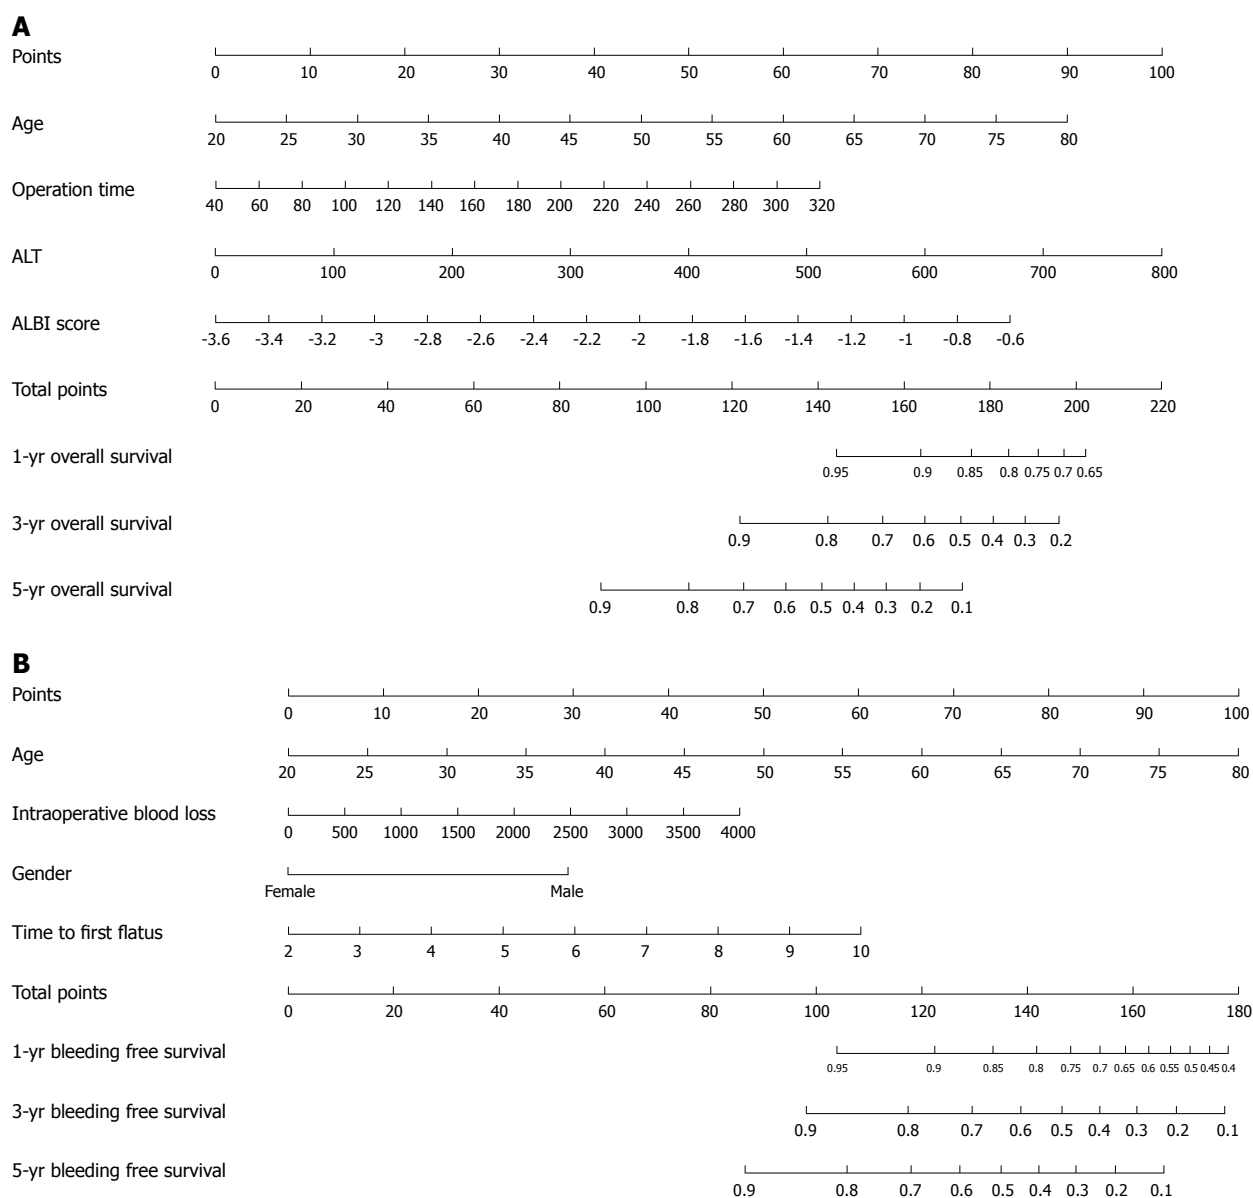 A
Points
0 10 20 30 40 50 60 70 80 90 100
Age
20 25 30 35 40 45 50 55 60 65 70 75 80
Operation time
40 60 80 100 120 140 160 180 200 220 240 260 280 300 320
ALT
0 100 200 300 400 500 600 700 800
ALBI score
-3.6 -3.4 -3.2 -3 -2.8 -2.6 -2.4 -2.2 -2 -1.8 -1.6 -1.4 -1.2 -1 -0.8 -0.6
Total points
0 20 40 60 80 100 120 140 160 180 200 220
1-yr overall survival
0.95 0.9 0.85 0.8 0.75 0.7 0.65
3-yr overall survival
0.9 0.8 0.7 0.6 0.5 0.4 0.3 0.2
5-yr overall survival
0.9 0.8 0.7 0.6 0.5 0.4 0.3 0.2 0.1
B
Points
0 10 20 30 40 50 60 70 80 90 100
Age
20 25 30 35 40 45 50 55 60 65 70 75 80
Intraoperative blood loss
0 500 1000 1500 2000 2500 3000 3500 4000
Gender
Female Male
Time to first flatus
2 3 4 5 6 7 8 9 10
Total points
0 20 40 60 80 100 120 140 160 180
1-yr bleeding free survival
0.95 0.9 0.85 0.8 0.75 0.7 0.65 0.6 0.55 0.5 0.45 0.4
3-yr bleeding free survival
0.9 0.8 0.7 0.6 0.5 0.4 0.3 0.2 0.1
5-yr bleeding free survival
0.9 0.8 0.7 0.6 0.5 0.4 0.3 0.2 0.1